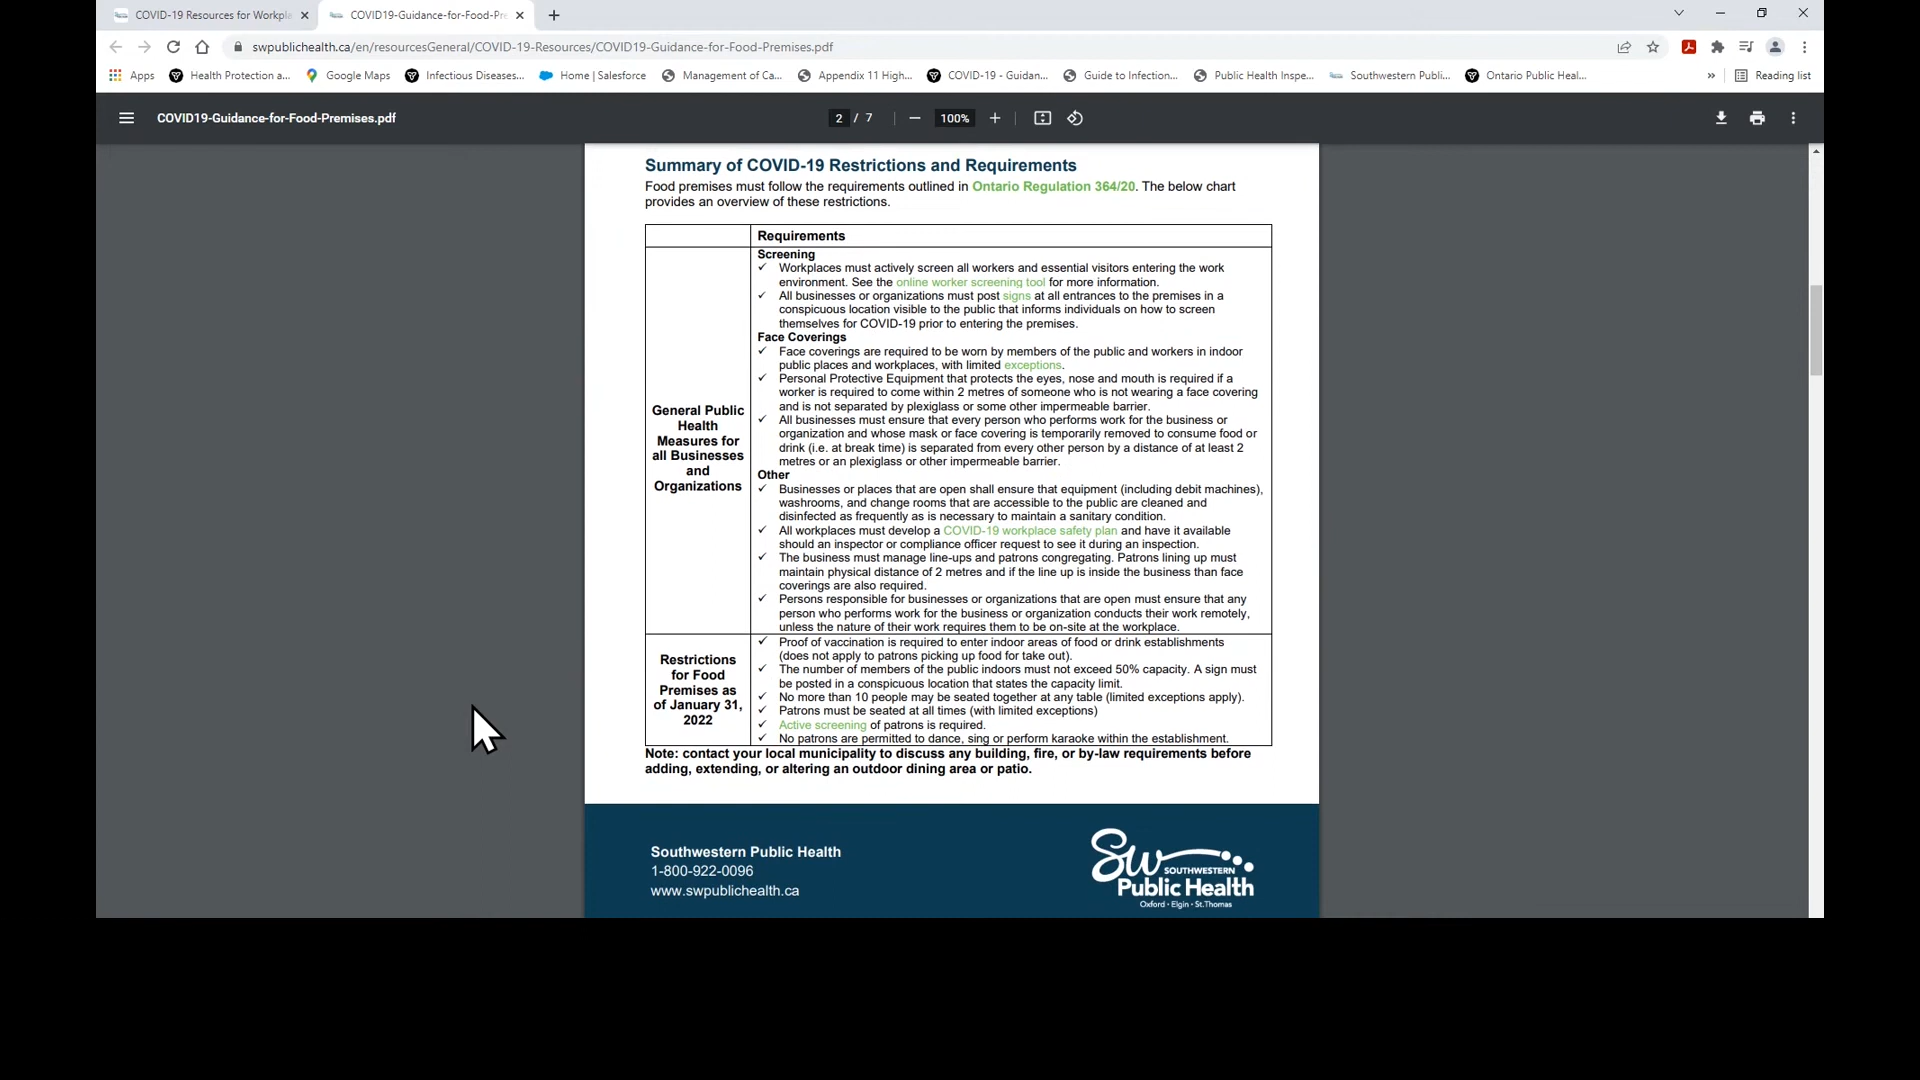 COVID-19 Resources for Workpla
COVID19-Guidance-for-Food-Pr
swpublichealth.ca/en/resourcesGeneral/COVID-19-Resources/COVID19-Guidance-for-Food-Premises.pdf
Apps Health Protection a... Google Maps Infectious Diseases... Home | Salesforce Management of Ca... Appendix 11 High... COVID-19 - Guidan... Guide to Infection... Public Health Inspe... Southwestern Publi... Ontario Public Heal... » Reading list
COVID19-Guidance-for-Food-Premises.pdf
2 / 7
100%
Summary of COVID-19 Restrictions and Requirements
Food premises must follow the requirements outlined in Ontario Regulation 364/20. The below chart
provides an overview of these restrictions.
Requirements
General Public
Health
Measures for
all Businesses
and
Organizations
Screening
✓ Workplaces must actively screen all workers and essential visitors entering the work
environment. See the online worker screening tool for more information.
✓ All businesses or organizations must post signs at all entrances to the premises in a
conspicuous location visible to the public that informs individuals on how to screen
themselves for COVID-19 prior to entering the premises.
Face Coverings
✓ Face coverings are required to be worn by members of the public and workers in indoor
public places and workplaces, with limited exceptions.
✓ Personal Protective Equipment that protects the eyes, nose and mouth is required if a
worker is required to come within 2 metres of someone who is not wearing a face covering
and is not separated by plexiglass or some other impermeable barrier.
✓ All businesses must ensure that every person who performs work for the business or
organization and whose mask or face covering is temporarily removed to consume food or
drink (i.e. at break time) is separated from every other person by a distance of at least 2
metres or an plexiglass or other impermeable barrier.
Other
✓ Businesses or places that are open shall ensure that equipment (including debit machines),
washrooms, and change rooms that are accessible to the public are cleaned and
disinfected as frequently as is necessary to maintain a sanitary condition.
✓ All workplaces must develop a COVID-19 workplace safety plan and have it available
should an inspector or compliance officer request to see it during an inspection.
✓ The business must manage line-ups and patrons congregating. Patrons lining up must
maintain physical distance of 2 metres and if the line up is inside the business than face
coverings are also required.
✓ Persons responsible for businesses or organizations that are open must ensure that any
person who performs work for the business or organization conducts their work remotely,
unless the nature of their work requires them to be on-site at the workplace.
Restrictions
for Food
Premises as
of January 31,
2022
✓ Proof of vaccination is required to enter indoor areas of food or drink establishments
(does not apply to patrons picking up food for take out).
✓ The number of members of the public indoors must not exceed 50% capacity. A sign must
be posted in a conspicuous location that states the capacity limit.
✓ No more than 10 people may be seated together at any table (limited exceptions apply).
✓ Patrons must be seated at all times (with limited exceptions)
✓ Active screening of patrons is required.
✓ No patrons are permitted to dance, sing or perform karaoke within the establishment.
Note: contact your local municipality to discuss any building, fire, or by-law requirements before
adding, extending, or altering an outdoor dining area or patio.
Southwestern Public Health
1-800-922-0096
www.swpublichealth.ca
SW
SOUTHWESTERN
Public Health
Oxford • Elgin • St.Thomas